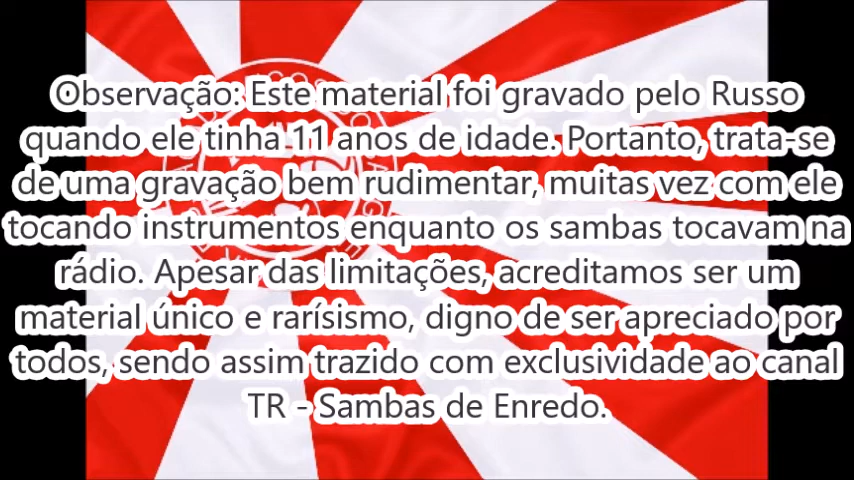 Observação: Este material foi gravado pelo Russo
quando ele tinha 11 anos de idade. Portanto, trata-se
de uma gravação bem rudimentar, muitas vez com ele
tocando instrumentos enquanto os sambas tocavam na
rádio. Apesar das limitações, acreditamos ser um
material único e rarísismo, digno de ser apreciado por
todos, sendo assim trazido com exclusividade ao canal
TR - Sambas de Enredo.